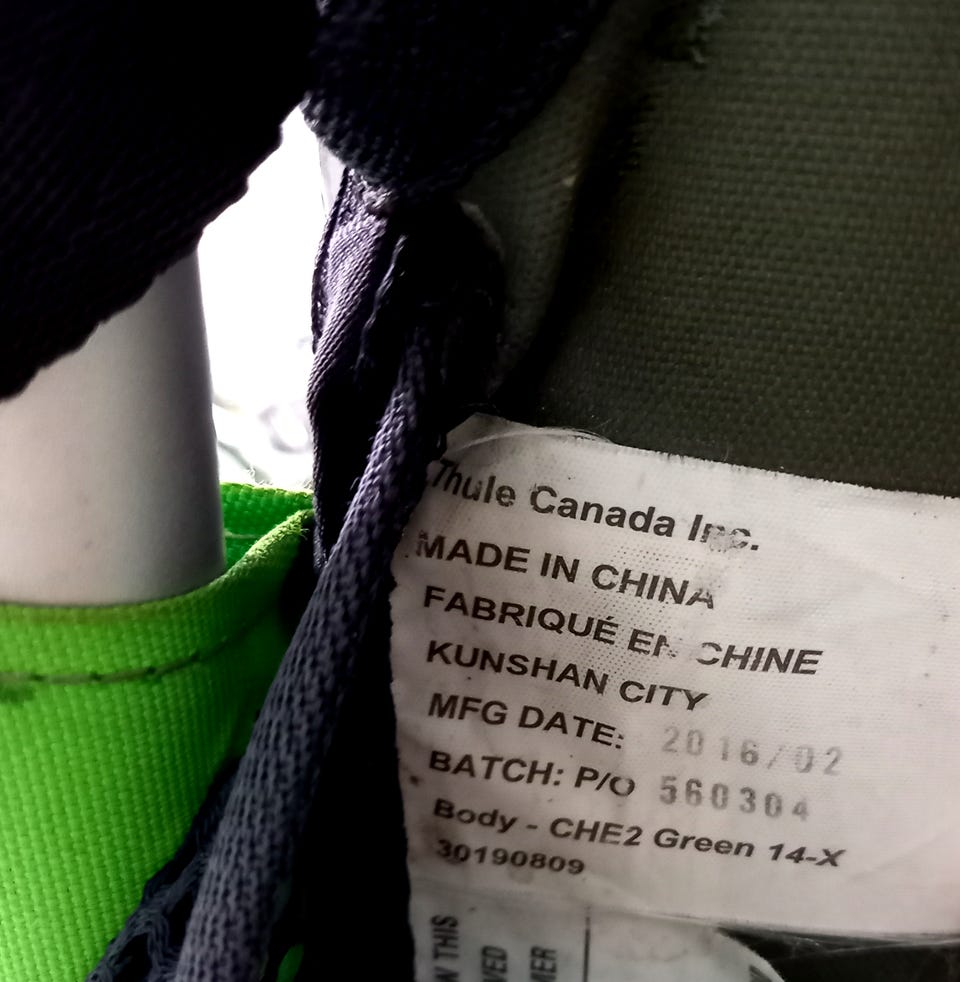 Thule Canada Inc.
MADE IN CHINA
FABRIQUÉ EN CHINE
KUNSHAN CITY
MFG DATE: 2016/02
BATCH: P/O 560304
Body - CHE2 Green 14-X
30190809
THIS